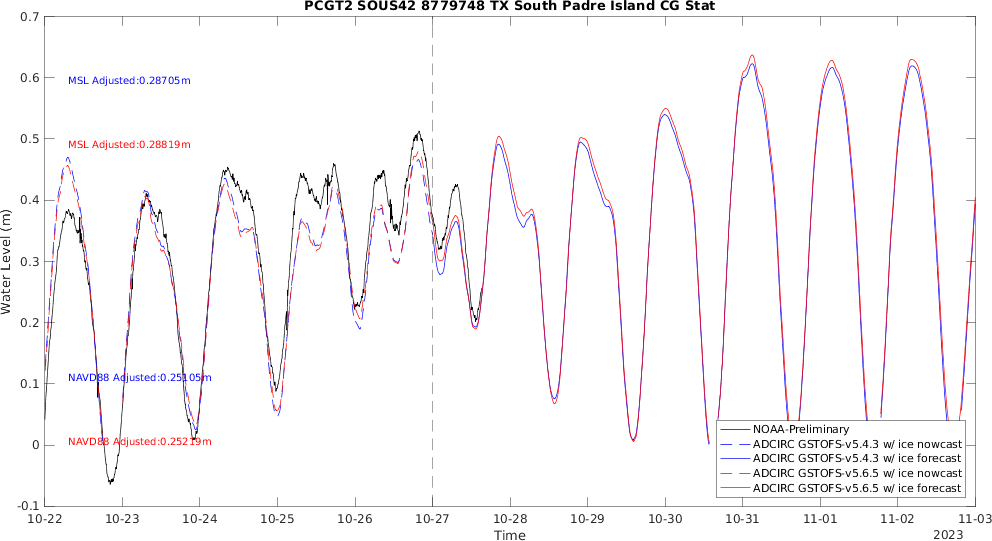 PCGT2 SOUS42 8779748 TX South Padre Island CG Stat
0.7
0.6
0.5
0.4
0.3
0.2
0.1
0
-0.1
Water Level (m)
MSL Adjusted:0.28705m
MSL Adjusted:0.28819m
NAVD88 Adjusted:0.25105m
NAVD88 Adjusted:0.25219m
NOAA-Preliminary
ADCIRC GSTOFS-v5.4.3 w/ ice nowcast
ADCIRC GSTOFS-v5.4.3 w/ ice forecast
ADCIRC GSTOFS-v5.6.5 w/ ice nowcast
ADCIRC GSTOFS-v5.6.5 w/ ice forecast
10-22 10-23 10-24 10-25 10-26 10-27 10-28 10-29 10-30 10-31 11-01 11-02 11-03
Time 2023